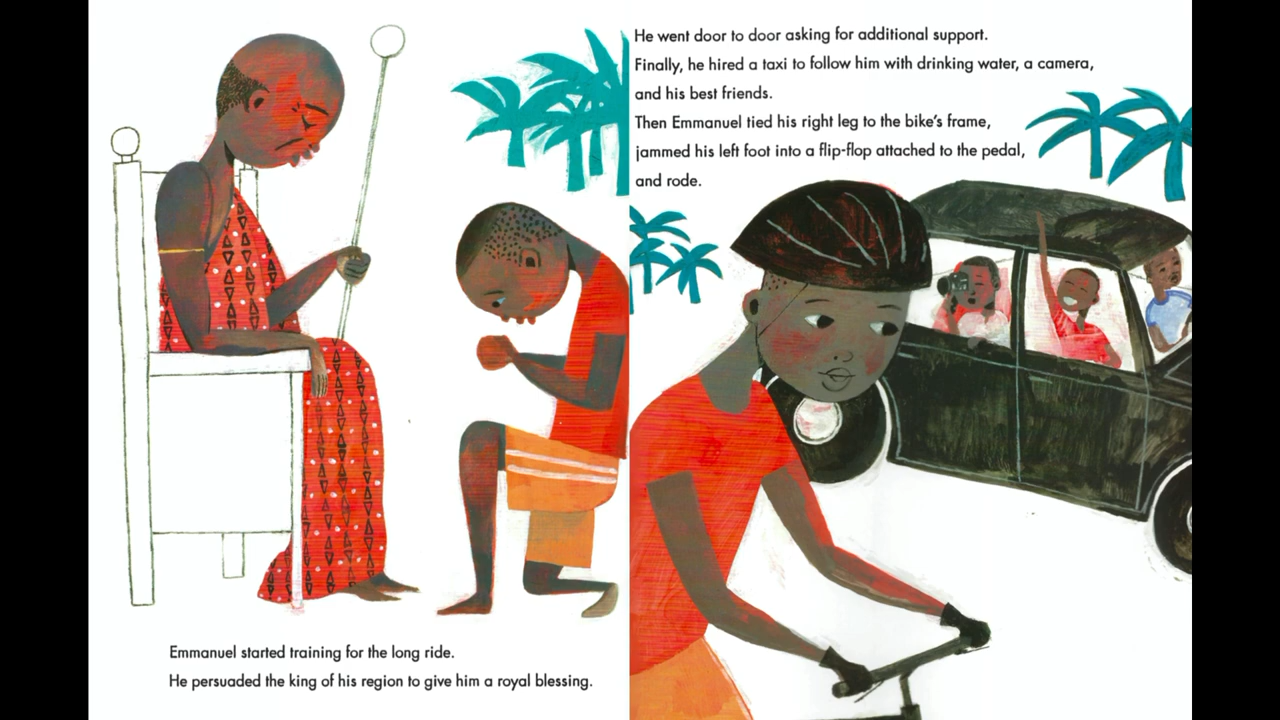 Emmanuel started training for the long ride.
He persuaded the king of his region to give him a royal blessing.
He went door to door asking for additional support.
Finally, he hired a taxi to follow him with drinking water, a camera,
and his best friends.
Then Emmanuel tied his right leg to the bike's frame,
jammed his left foot into a flip-flop attached to the pedal,
and rode.